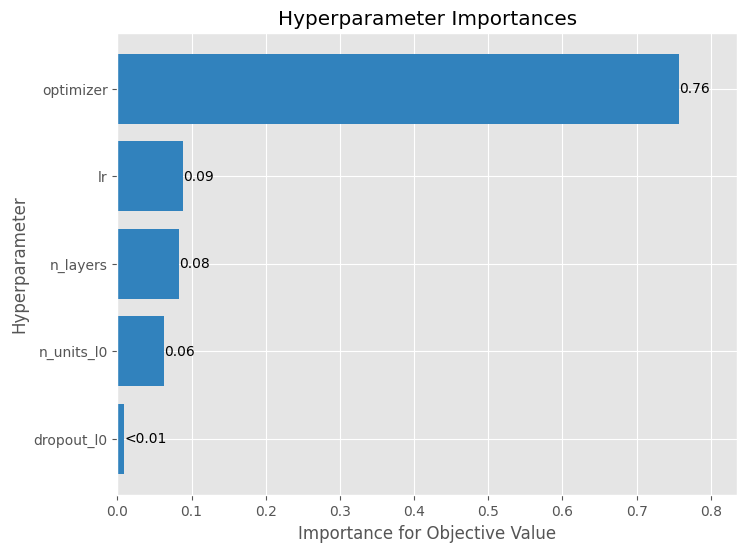 Hyperparameter Importances
Hyperparameter
optimizer
0.76
lr
0.09
n_layers
0.08
n_units_l0
0.06
dropout_l0
<0.01
0.0 0.1 0.2 0.3 0.4 0.5 0.6 0.7 0.8
Importance for Objective Value